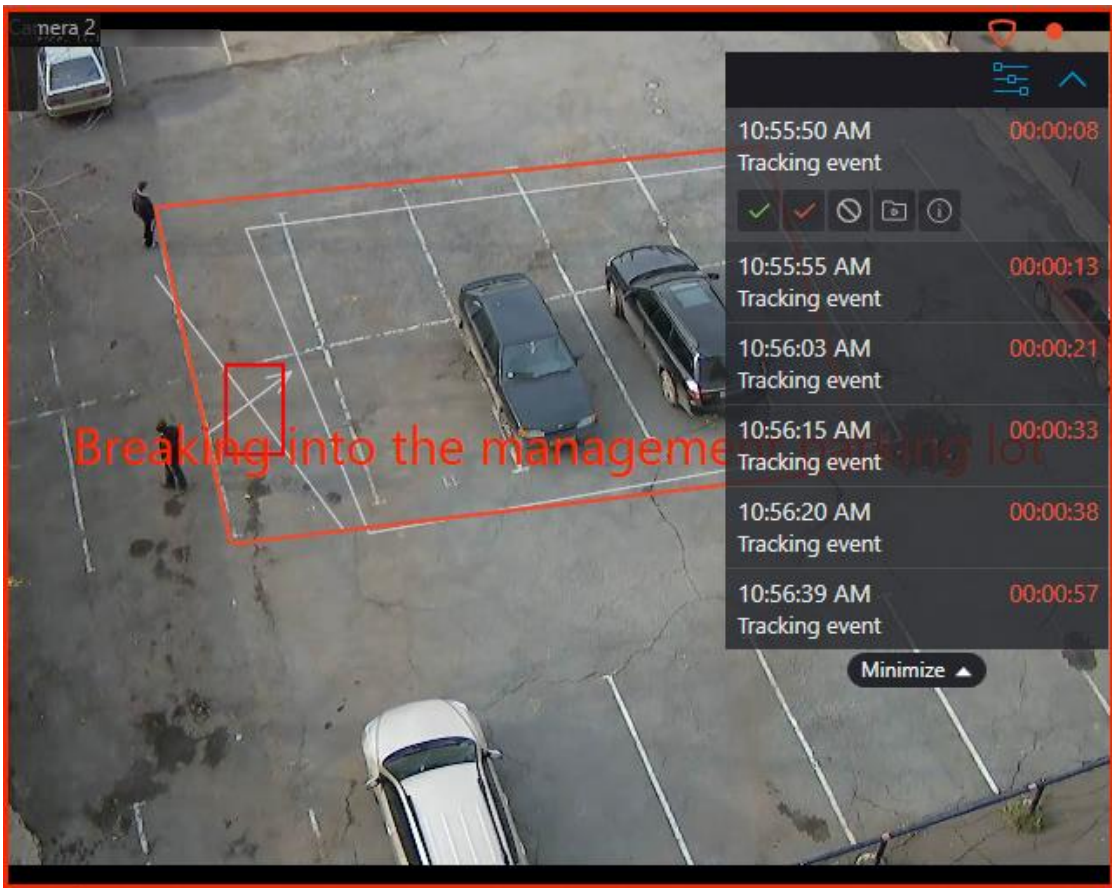 Camera 2
10:55:50 AM 00:00:08
Tracking event
10:55:55 AM 00:00:13
Tracking event
10:56:03 AM 00:00:21
Tracking event
10:56:15 AM 00:00:33
Tracking event
Breaking into the management parking lot
10:56:20 AM 00:00:38
Tracking event
10:56:39 AM 00:00:57
Tracking event
Minimize